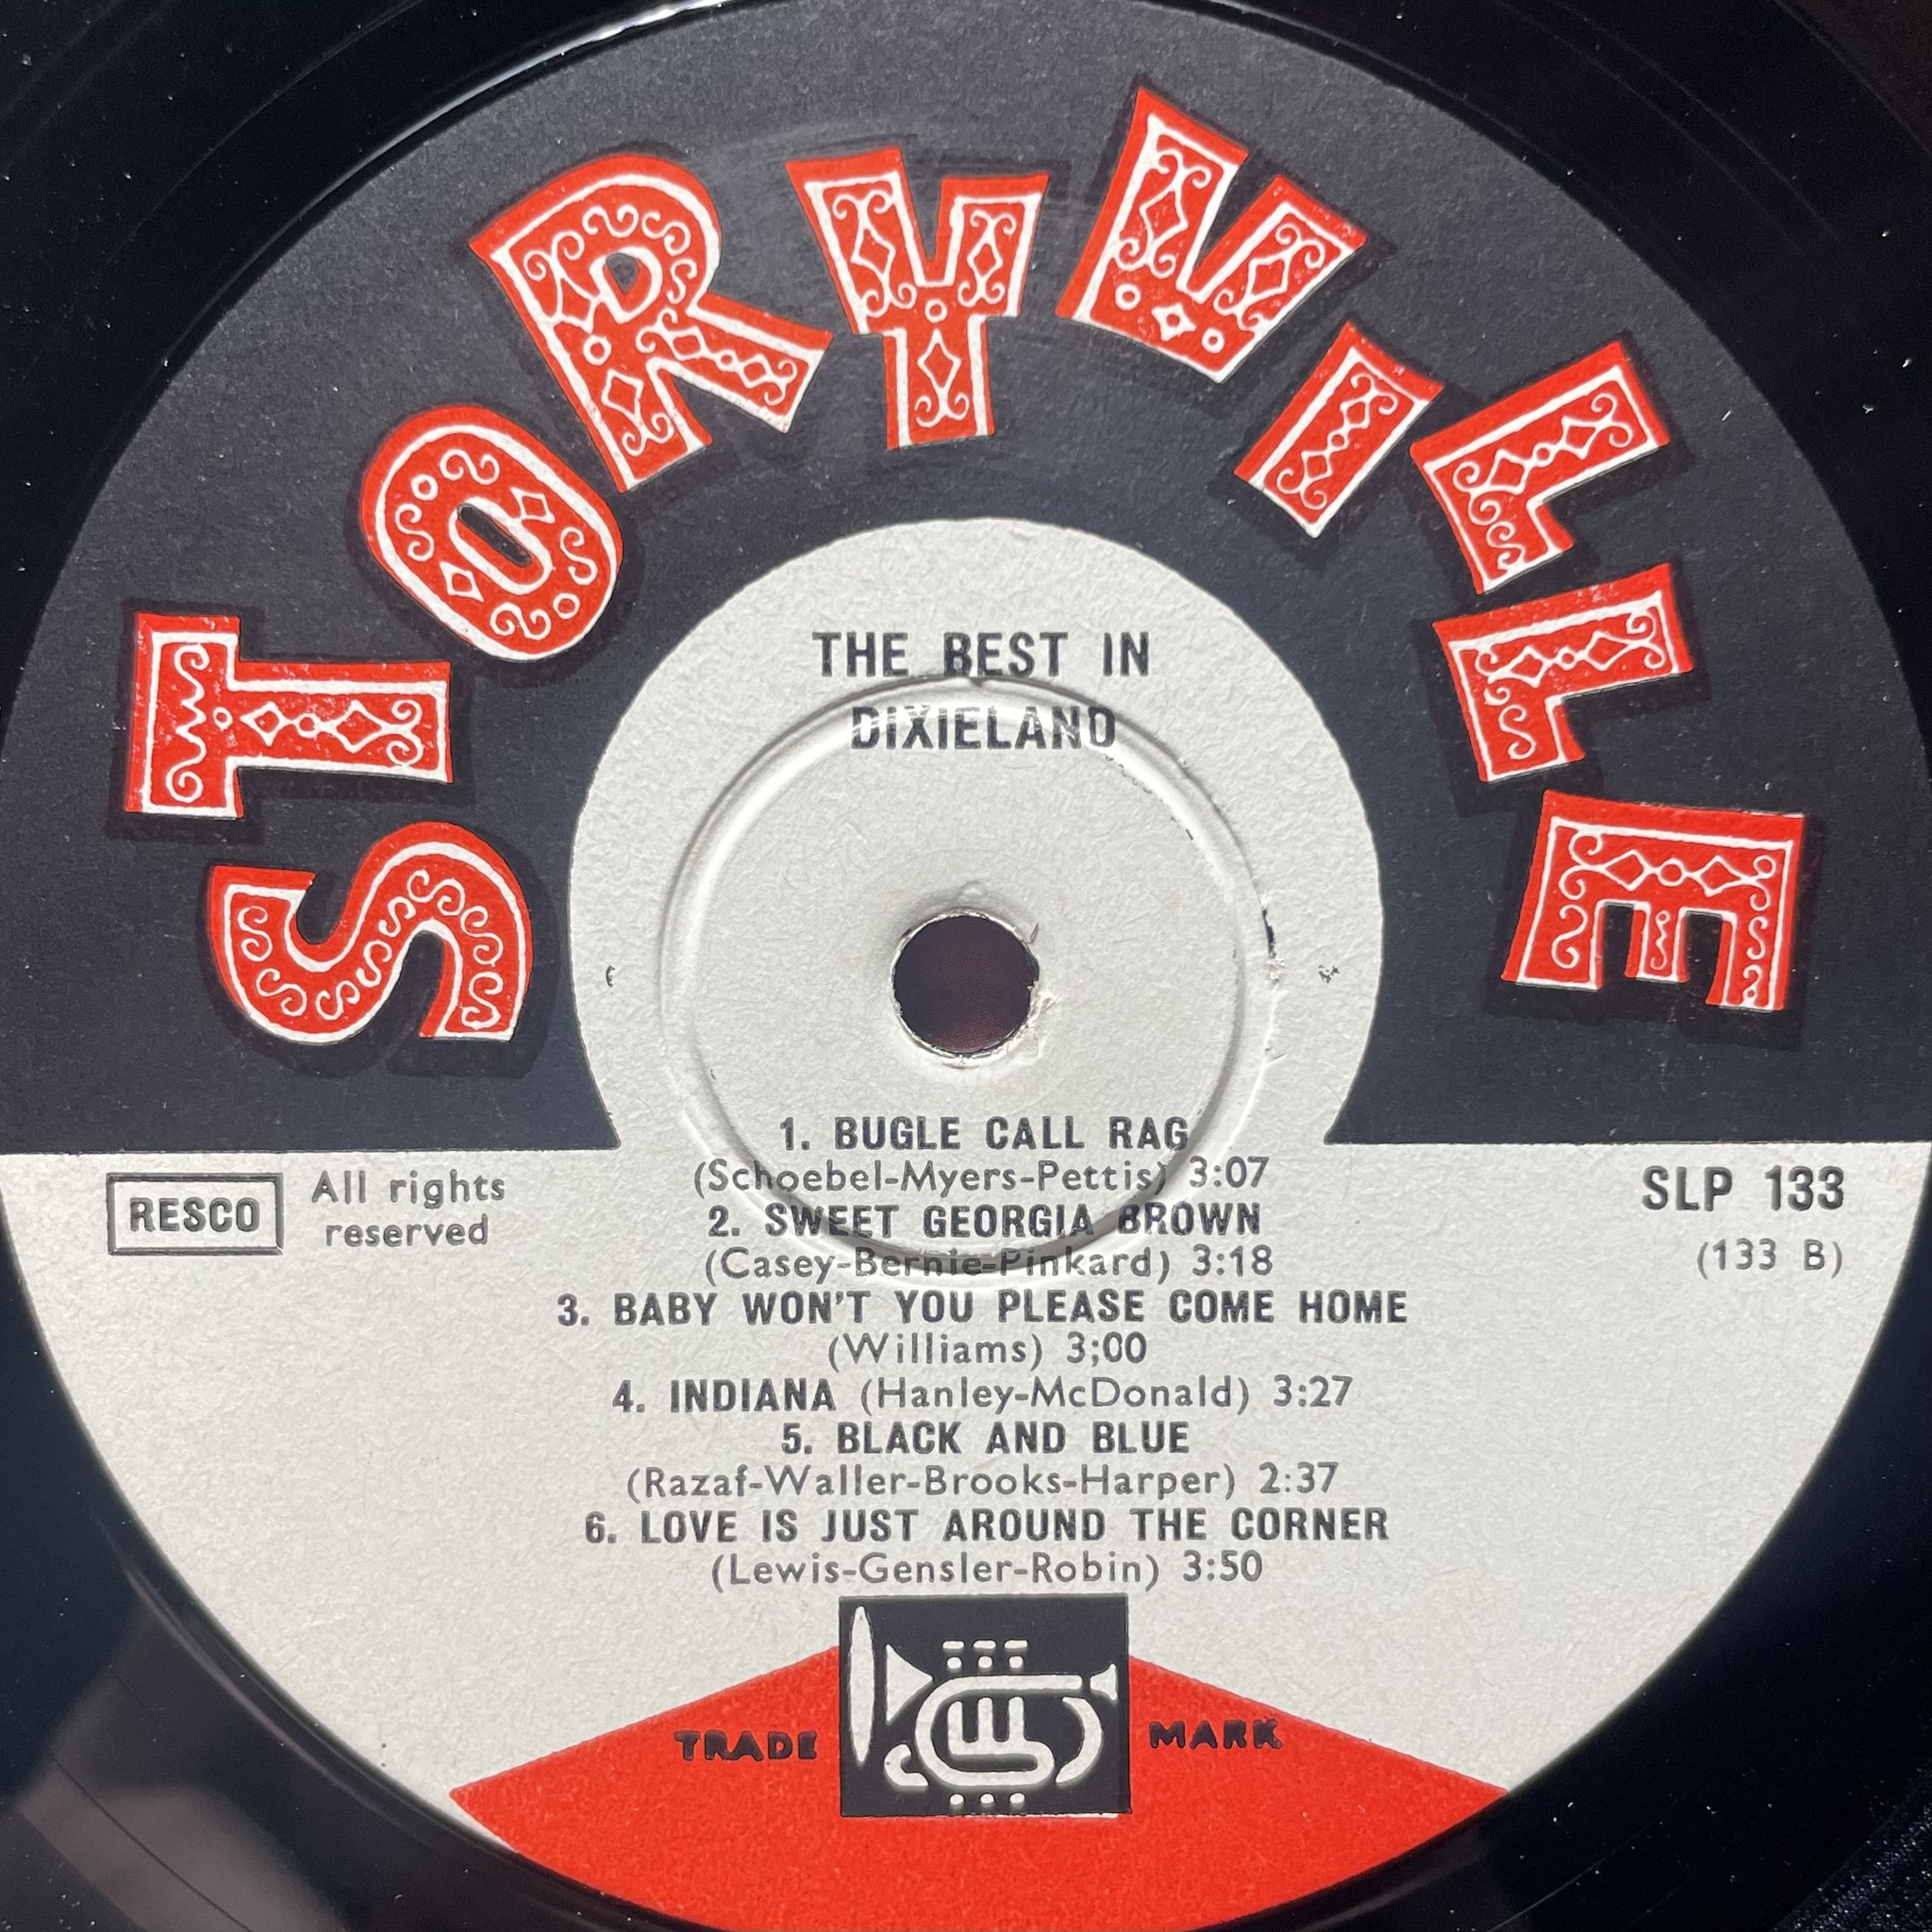 STORYVILLE
THE BEST IN
DIXIELAND
1. BUGLE CALL RAG
(Schoebel-Myers-Pettis) 3:07
2. SWEET GEORGIA BROWN
(Casey-Bernie-Pinkard) 3:18
3. BABY WON'T YOU PLEASE COME HOME
(Williams) 3;00
4. INDIANA (Hanley-McDonald) 3:27
5. BLACK AND BLUE
(Razaf-Waller-Brooks-Harper) 2:37
6. LOVE IS JUST AROUND THE CORNER
(Lewis-Gensler-Robin) 3:50
RESCO
All rights
reserved
SLP 133
(133 B)
TRADE MARK